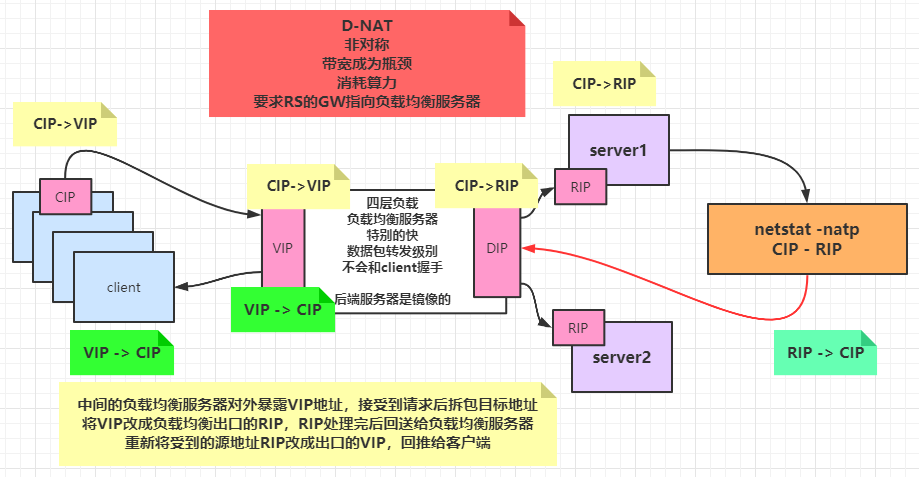 D-NAT
非对称
带宽成为瓶颈
消耗算力
要求RS的GW指向负载均衡服务器
CIP->VIP
CIP
client
VIP -> CIP
CIP->VIP
VIP
VIP -> CIP
四层负载
负载均衡服务器
特别的快
数据包转发级别
不会和client握手
后端服务器是镜像的
CIP->RIP
DIP
CIP->RIP
server1
RIP
RIP
server2
netstat -natp
CIP - RIP
RIP -> CIP
中间的负载均衡服务器对外暴露VIP地址，接受到请求后拆包目标地址
将VIP改成负载均衡出口的RIP，RIP处理完后回送给负载均衡服务器
重新将受到的源地址RIP改成出口的VIP，回推给客户端